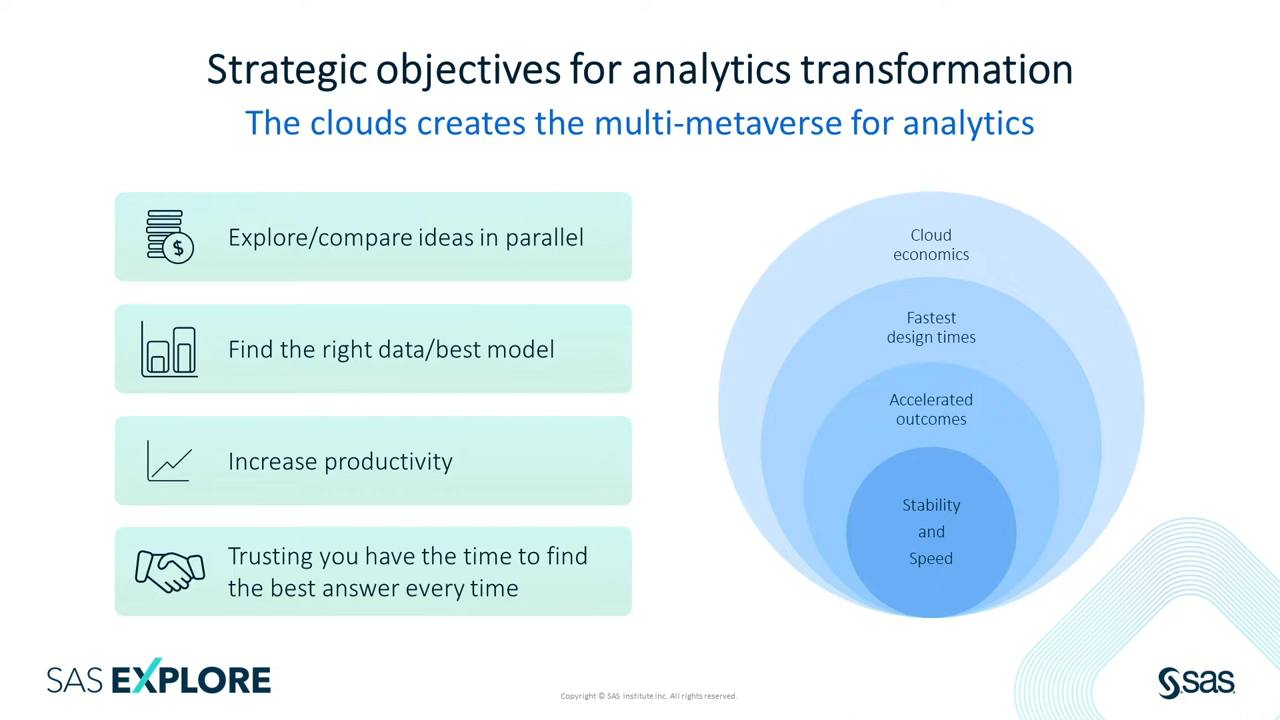 Strategic objectives for analytics transformation
The clouds creates the multi-metaverse for analytics
Explore/compare ideas in parallel
Find the right data/best model
Increase productivity
Trusting you have the time to find
the best answer every time
Cloud
economics
Fastest
design times
Accelerated
outcomes
Stability
and
Speed
$
SAS EXPLORE
Copyright © SAS Institute Inc. All rights reserved.
sas